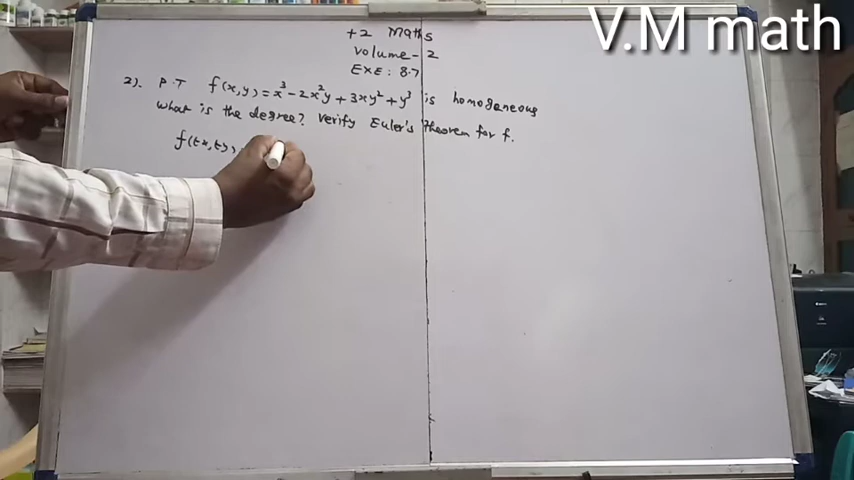 V.M math
+2 Maths
Volume - 2
EXE : 8.7
2). P.T f(x,y) = x³ - 2x²y + 3xy² + y³ is homogeneous
What is the degree? Verify Euler's Theorem for f.
f(tx,ty)